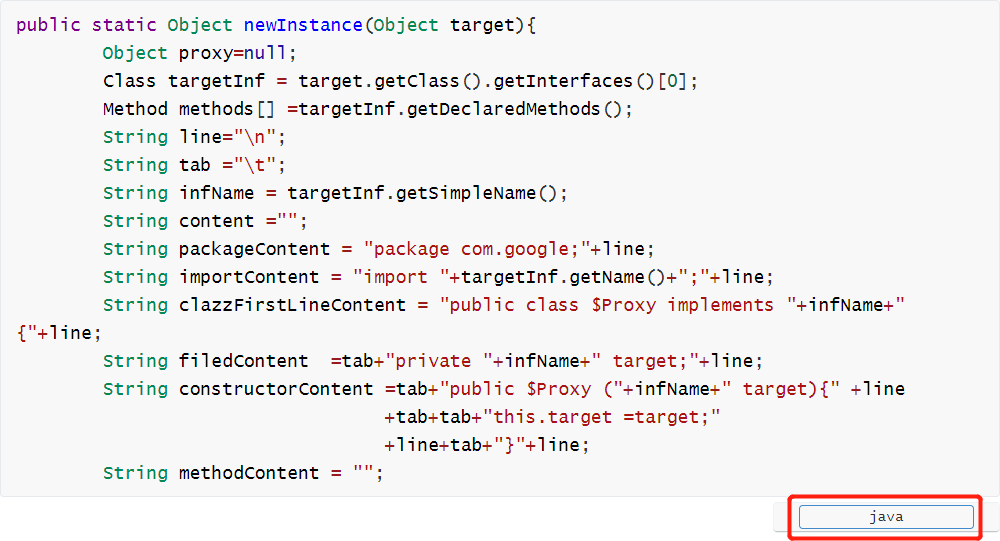 public static Object newInstance(Object target){
        Object proxy=null;
        Class targetInf = target.getClass().getInterfaces()[0];
        Method methods[] =targetInf.getDeclaredMethods();
        String line="\n";
        String tab ="\t";
        String infName = targetInf.getSimpleName();
        String content ="";
        String packageContent = "package com.google;"+line;
        String importContent = "import "+targetInf.getName()+";"+line;
        String clazzFirstLineContent = "public class $Proxy implements "+infName+"
{"+line;
        String filedContent  =tab+"private "+infName+" target;"+line;
        String constructorContent =tab+"public $Proxy ("+infName+" target){" +line
                                  +tab+tab+"this.target =target;"
                                  +line+tab+"}"+line;
        String methodContent = "";
java